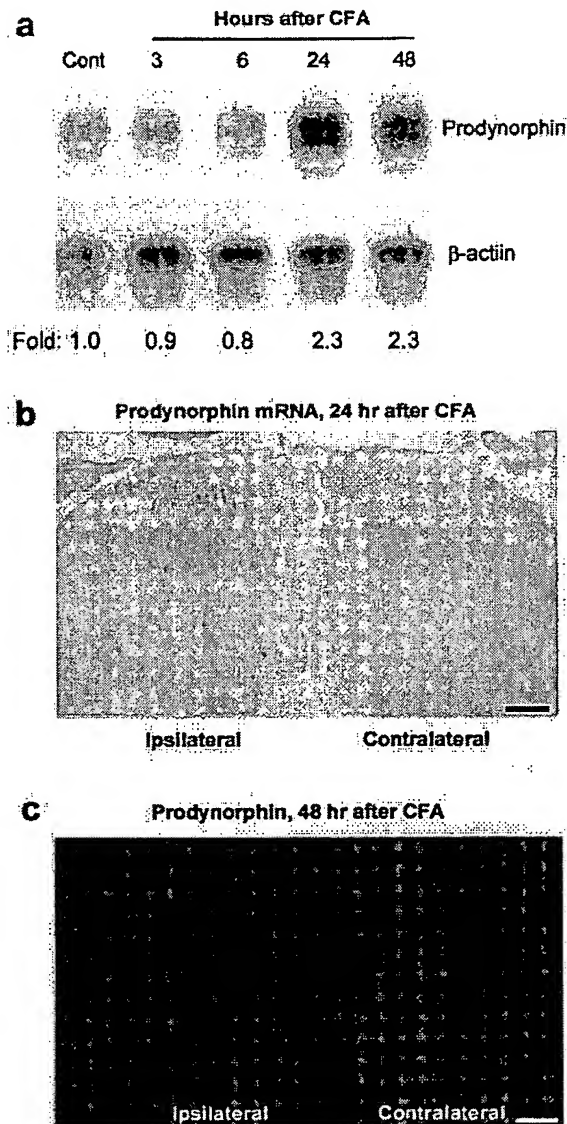 a
Hours after CFA
Cont 3 6 24 48
Prodynorphin
β-actiin
Fold: 1.0 0.9 0.8 2.3 2.3
b
Prodynorphin mRNA, 24 hr after CFA
Ipsilateral Contralateral
c
Prodynorphin, 48 hr after CFA
Ipsilateral Contralateral